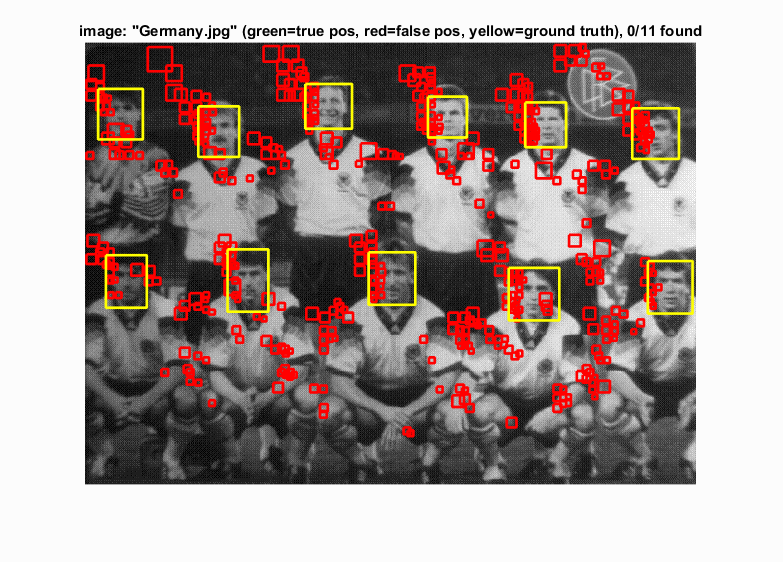 image: "Germany.jpg" (green=true pos, red=false pos, yellow=ground truth), 0/11 found